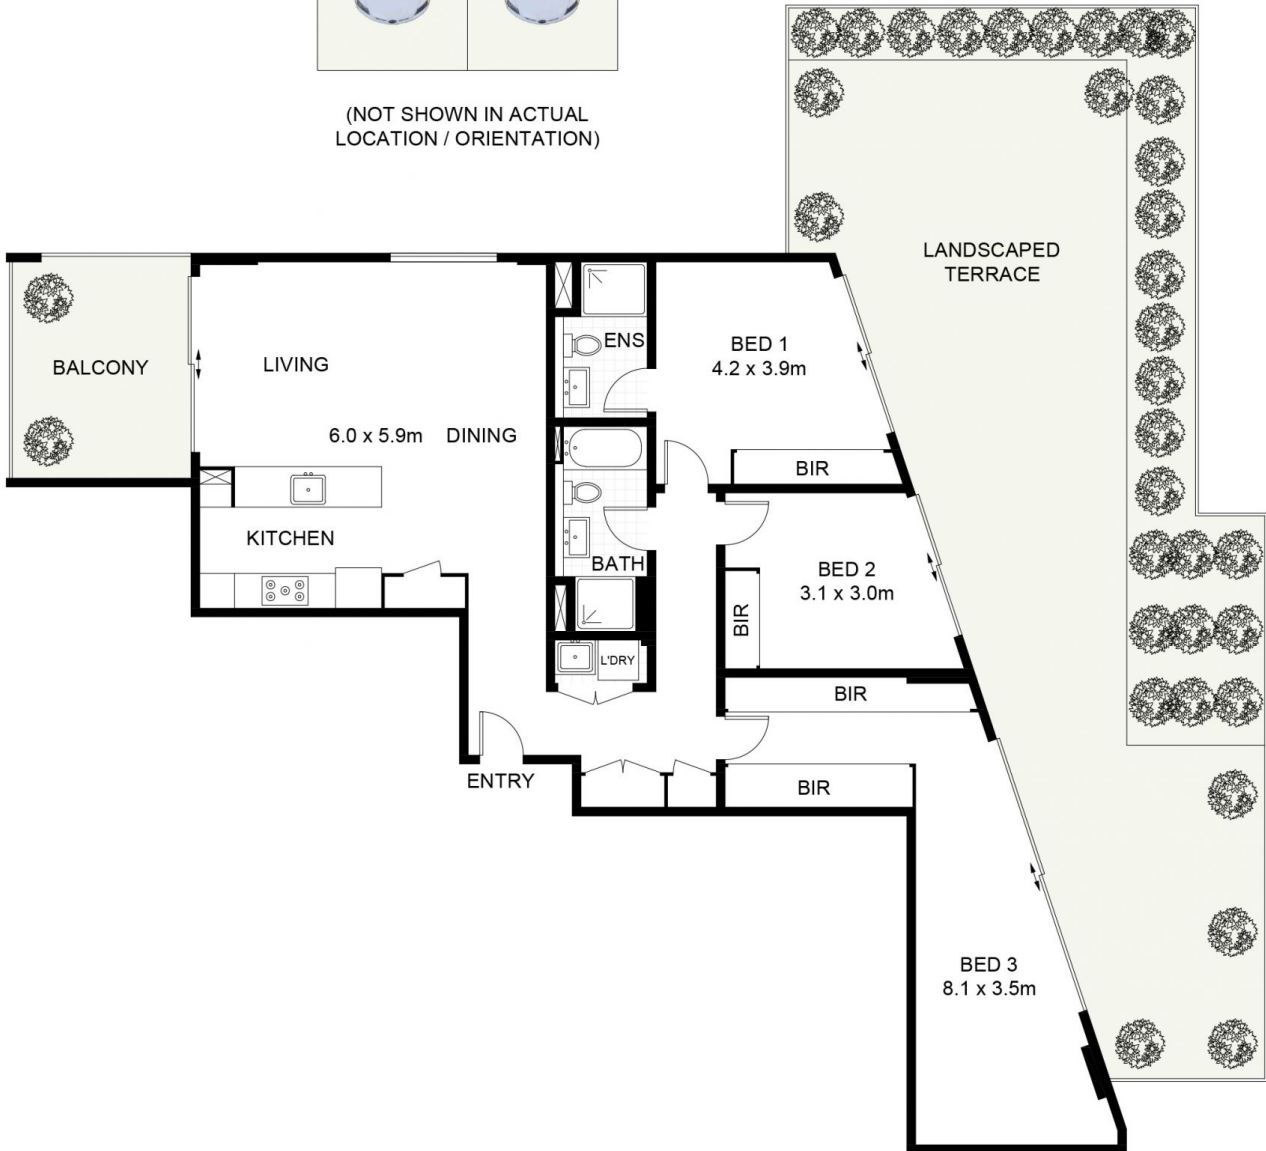 (NOT SHOWN IN ACTUAL
LOCATION / ORIENTATION)
LANDSCAPED
TERRACE
BALCONY
LIVING
6.0 x 5.9m
DINING
KITCHEN
ENS
BATH
BED 1
4.2 x 3.9m
BIR
BED 2
3.1 x 3.0m
BIR
L'DRY
BIR
ENTRY
BIR
BED 3
8.1 x 3.5m